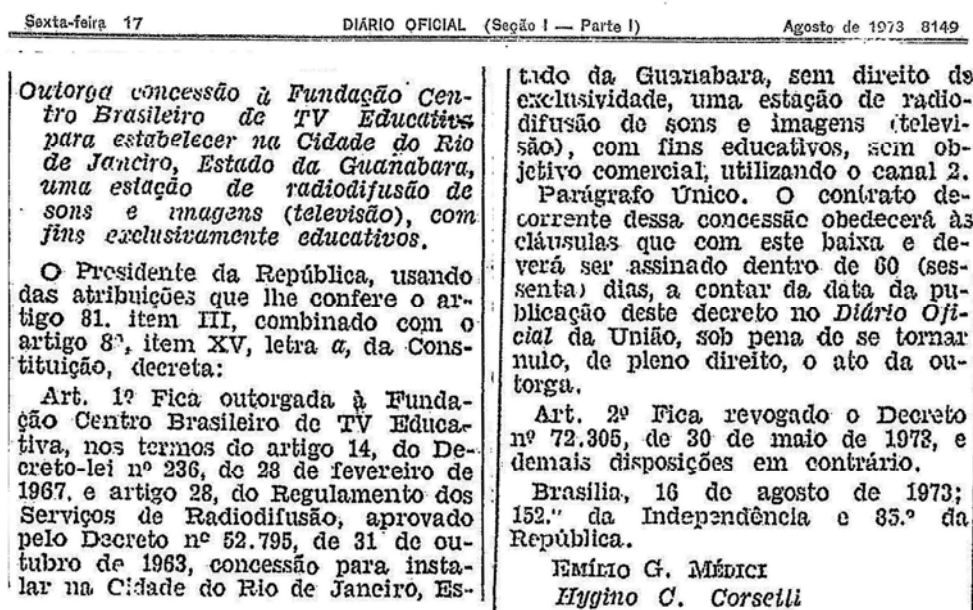 Sexta-feira 17 DIÁRIO OFICIAL (Seção I — Parte I) Agosto de 1973 8149
Outorga concessão à Fundação Cen-
tro Brasileiro de TV Educativa
para estabelecer na Cidade do Rio
de Janeiro, Estado da Guanabara,
uma estação de radiodifusão de
sons e imagens (televisão), com
fins exclusivamente educativos.
O Presidente da República, usando
das atribuições que lhe confere o ar-
tigo 81. item III, combinado com o
artigo 8º, item XV, letra a, da Cons-
tituição, decreta:
Art. 1º Fica outorgada à Funda-
ção Centro Brasileiro de TV Educa-
tiva, nos termos do artigo 14, do De-
creto-lei nº 236, de 28 de fevereiro de
1967, e artigo 28, do Regulamento dos
Serviços de Radiodifusão, aprovado
pelo Decreto nº 52.795, de 31 de ou-
tubro de 1963, concessão para insta-
lar na Cidade do Rio de Janeiro, Es-
tado da Guanabara, sem direito de
exclusividade, uma estação de radio-
difusão de sons e imagens (televi-
são), com fins educativos, sem ob-
jetivo comercial, utilizando o canal 2.
Parágrafo Único. O contrato de-
corrente dessa concessão obedecerá às
cláusulas que com este baixa e de-
verá ser assinado dentro de 60 (ses-
senta) dias, a contar da data da pu-
blicação deste decreto no Diário Ofi-
cial da União, sob pena de se tornar
nulo, de pleno direito, o ato da ou-
torga.
Art. 2º Fica revogado o Decreto
nº 72.305, de 30 de maio de 1973, e
demais disposições em contrário.
Brasília, 16 de agosto de 1973;
152.º da Independência e 85.º da
República.
EMÍLIO G. MÉDICI
Hygino C. Corsetti